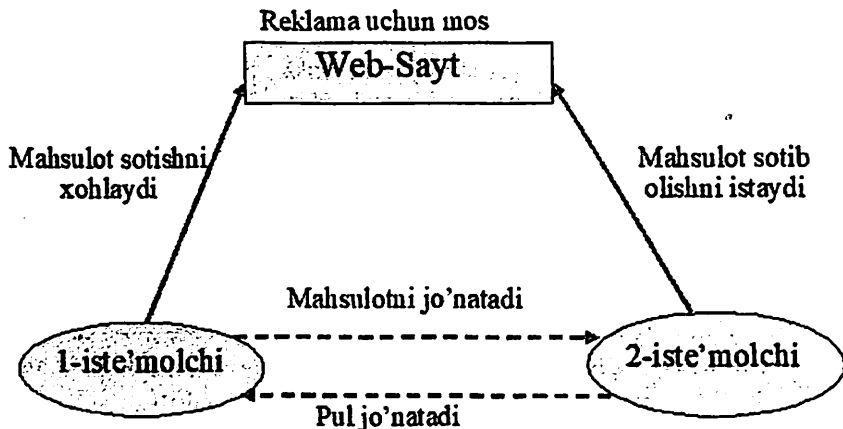 Reklama uchun mos
Web-Sayt
Mahsulot sotishni
xohlaydi
Mahsulot sotib
olishni istaydi
Mahsulotni jo'natadi
1-iste'molchi
2-iste'molchi
Pul jo'natadi